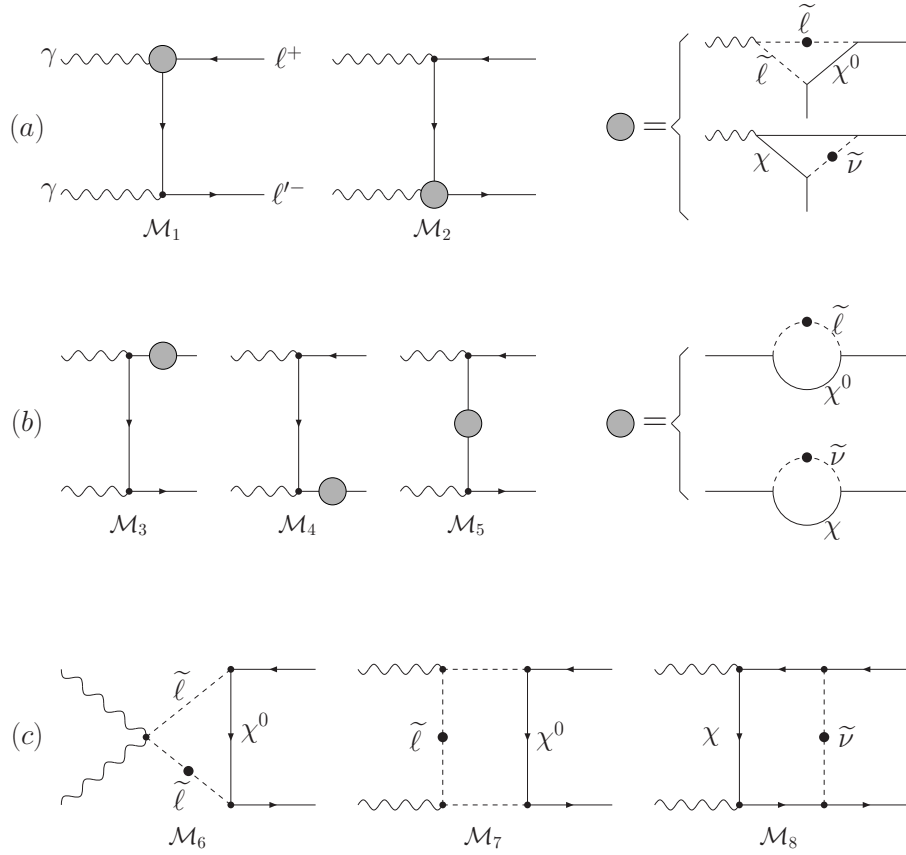 γ ℓ⁺ ℓ̃
(a) ℓ̃ χ⁰
=
γ ℓ′⁻ χ ν̃
ℳ₁ ℳ₂
ℓ̃
χ⁰
(b) =
ν̃
ℳ₃ ℳ₄ ℳ₅ χ
ℓ̃
(c) χ⁰ ℓ̃ χ⁰ χ ν̃
ℓ̃
ℳ₆ ℳ₇ ℳ₈